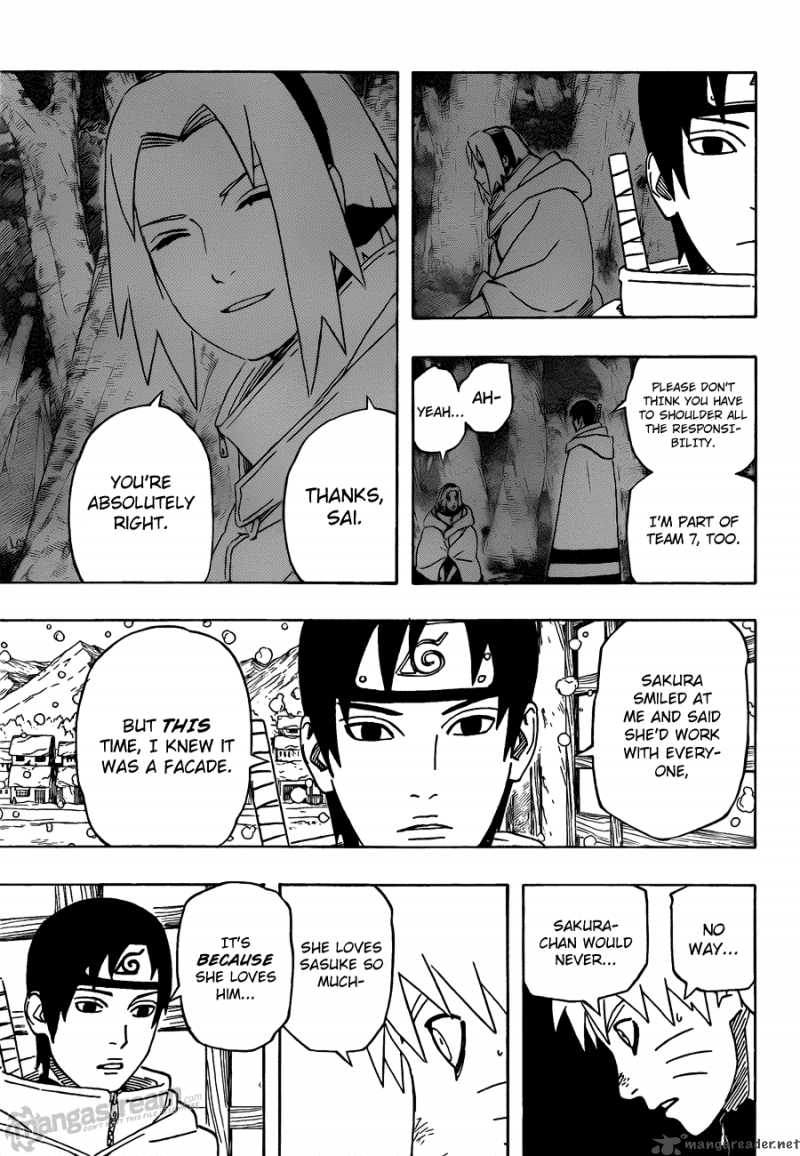 PLEASE DON'T
THINK YOU HAVE
TO SHOULDER ALL
THE RESPONSI-
BILITY.
I'M PART OF
TEAM 7, TOO.
AH-
YEAH...
THANKS,
SAI.
YOU'RE
ABSOLUTELY
RIGHT.
SAKURA
SMILED AT
ME AND SAID
SHE'D WORK
WITH EVERY-
ONE,
BUT THIS
TIME, I KNEW IT
WAS A FACADE.
NO
WAY...
SAKURA-
CHAN WOULD
NEVER...
SHE LOVES
SASUKE SO
MUCH-
IT'S
BECAUSE
SHE LOVES
HIM...
mangastream.com
mangareader.net